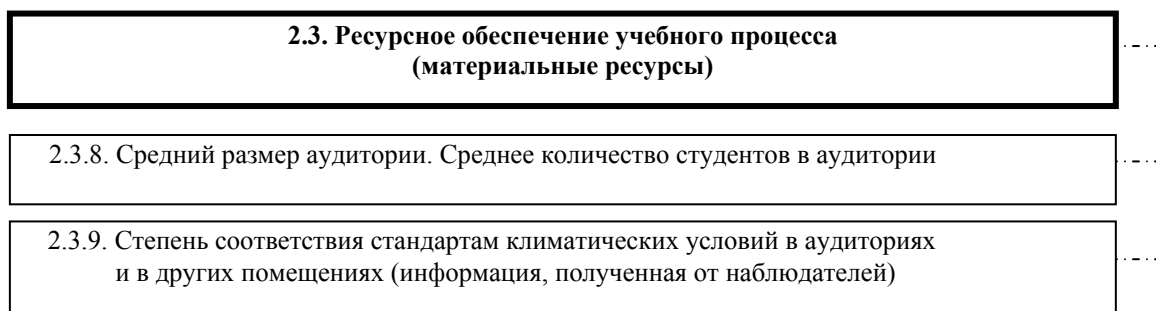 2.3. Ресурсное обеспечение учебного процесса
(материальные ресурсы)
2.3.8. Средний размер аудитории. Среднее количество студентов в аудитории
2.3.9. Степень соответствия стандартам климатических условий в аудиториях
и в других помещениях (информация, полученная от наблюдателей)